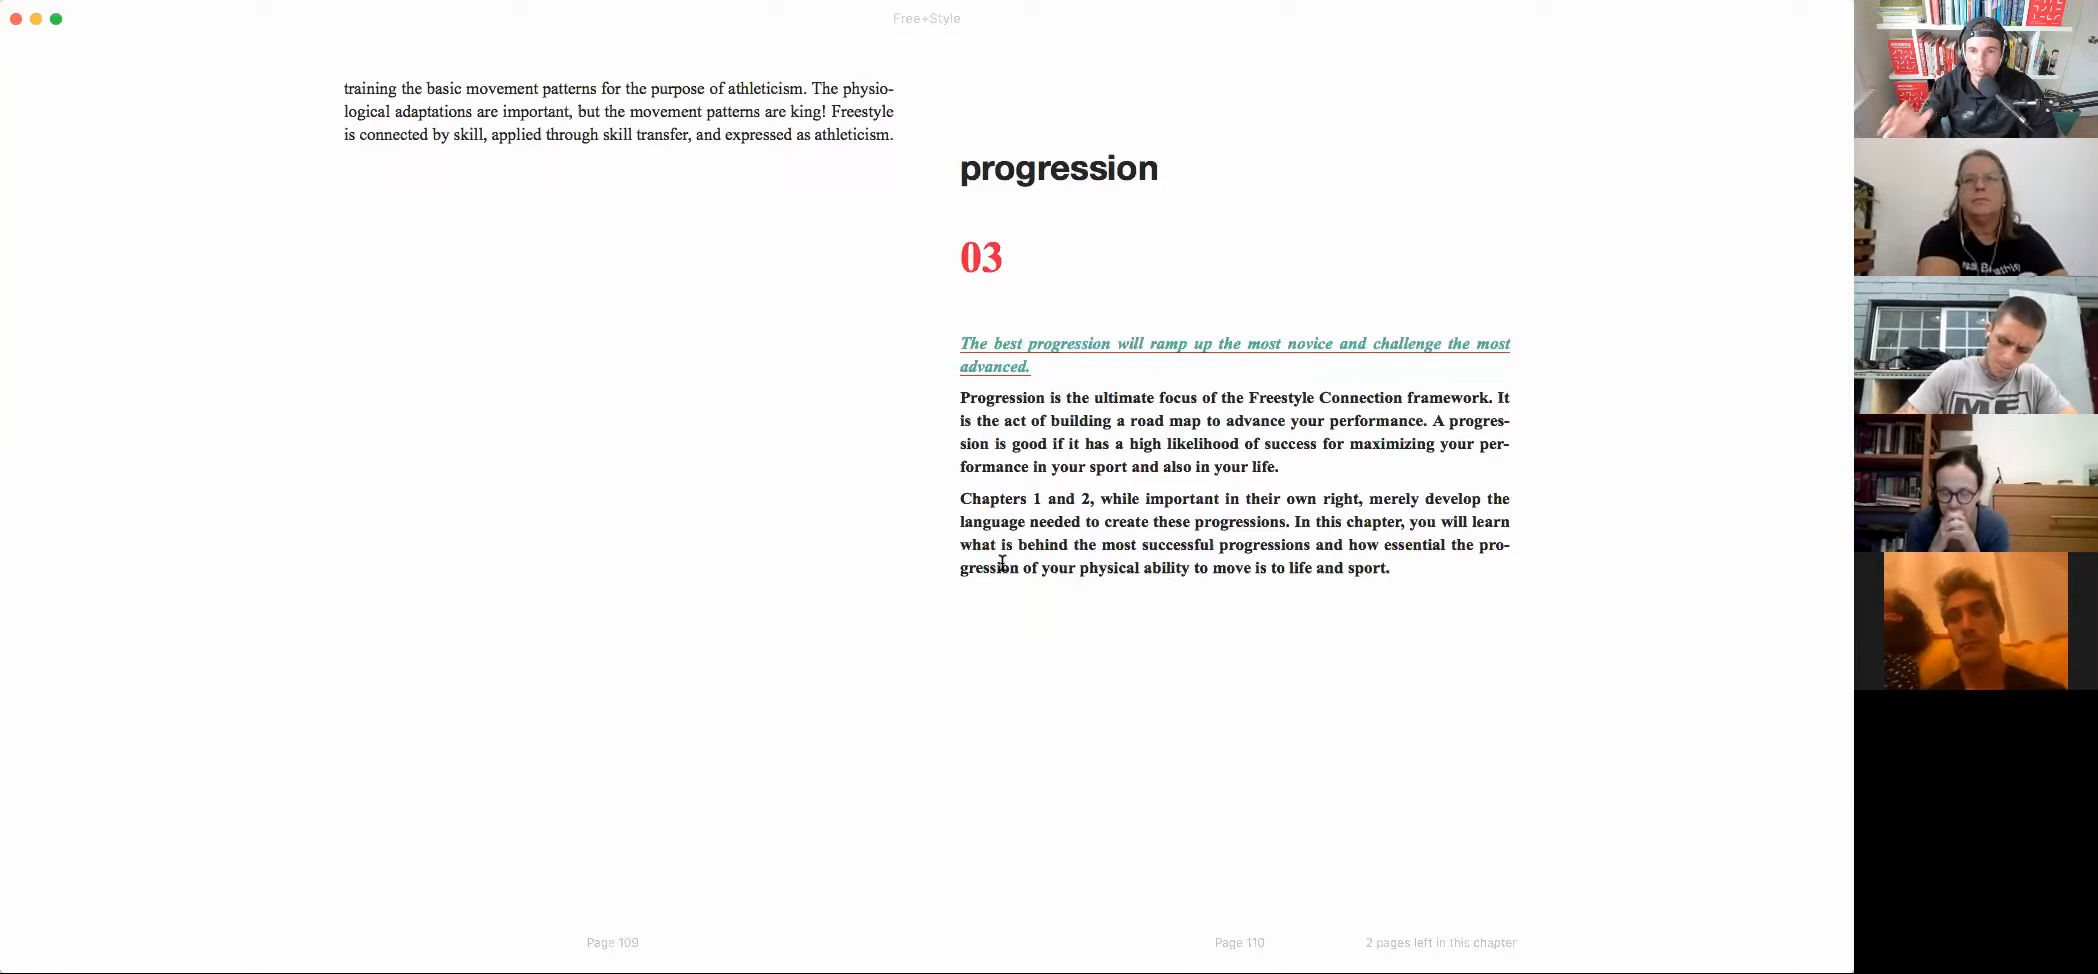 Free+Style
training the basic movement patterns for the purpose of athleticism. The physio-
logical adaptations are important, but the movement patterns are king! Freestyle
is connected by skill, applied through skill transfer, and expressed as athleticism.
progression
03
The best progression will ramp up the most novice and challenge the most
advanced.
Progression is the ultimate focus of the Freestyle Connection framework. It
is the act of building a road map to advance your performance. A progres-
sion is good if it has a high likelihood of success for maximizing your per-
formance in your sport and also in your life.
Chapters 1 and 2, while important in their own right, merely develop the
language needed to create these progressions. In this chapter, you will learn
what is behind the most successful progressions and how essential the pro-
gression of your physical ability to move is to life and sport.
Page 109
Page 110
2 pages left in this chapter
ME